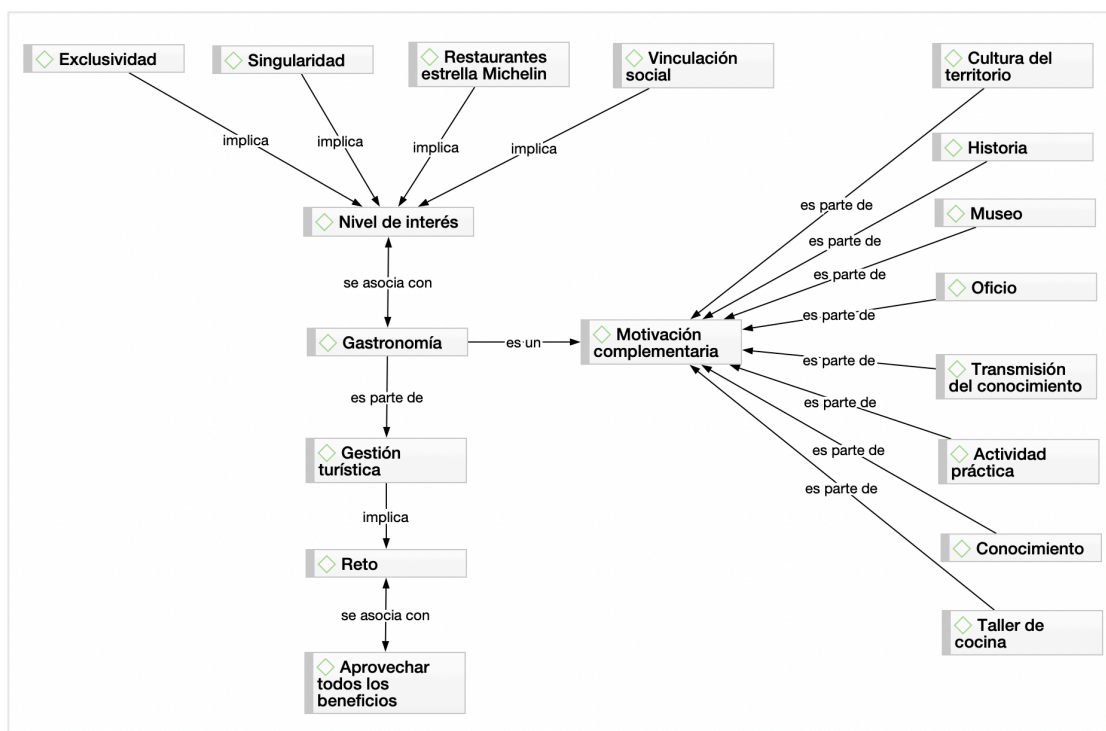 Exclusividad
Singularidad
Restaurantes
estrella Michelin
Vinculación
social
Cultura del
territorio
implica
implica
implica
implica
Historia
es parte de
Museo
Nivel de interés
es parte de
es parte de
se asocia con
Oficio
es parte de
Gastronomía
es un
Motivación
complementaria
es parte de
Transmisión
del conocimiento
es parte de
es parte de
Gestión
turística
es parte de
Actividad
práctica
es parte de
implica
Conocimiento
Reto
se asocia con
Taller de
cocina
Aprovechar
todos los
beneficios